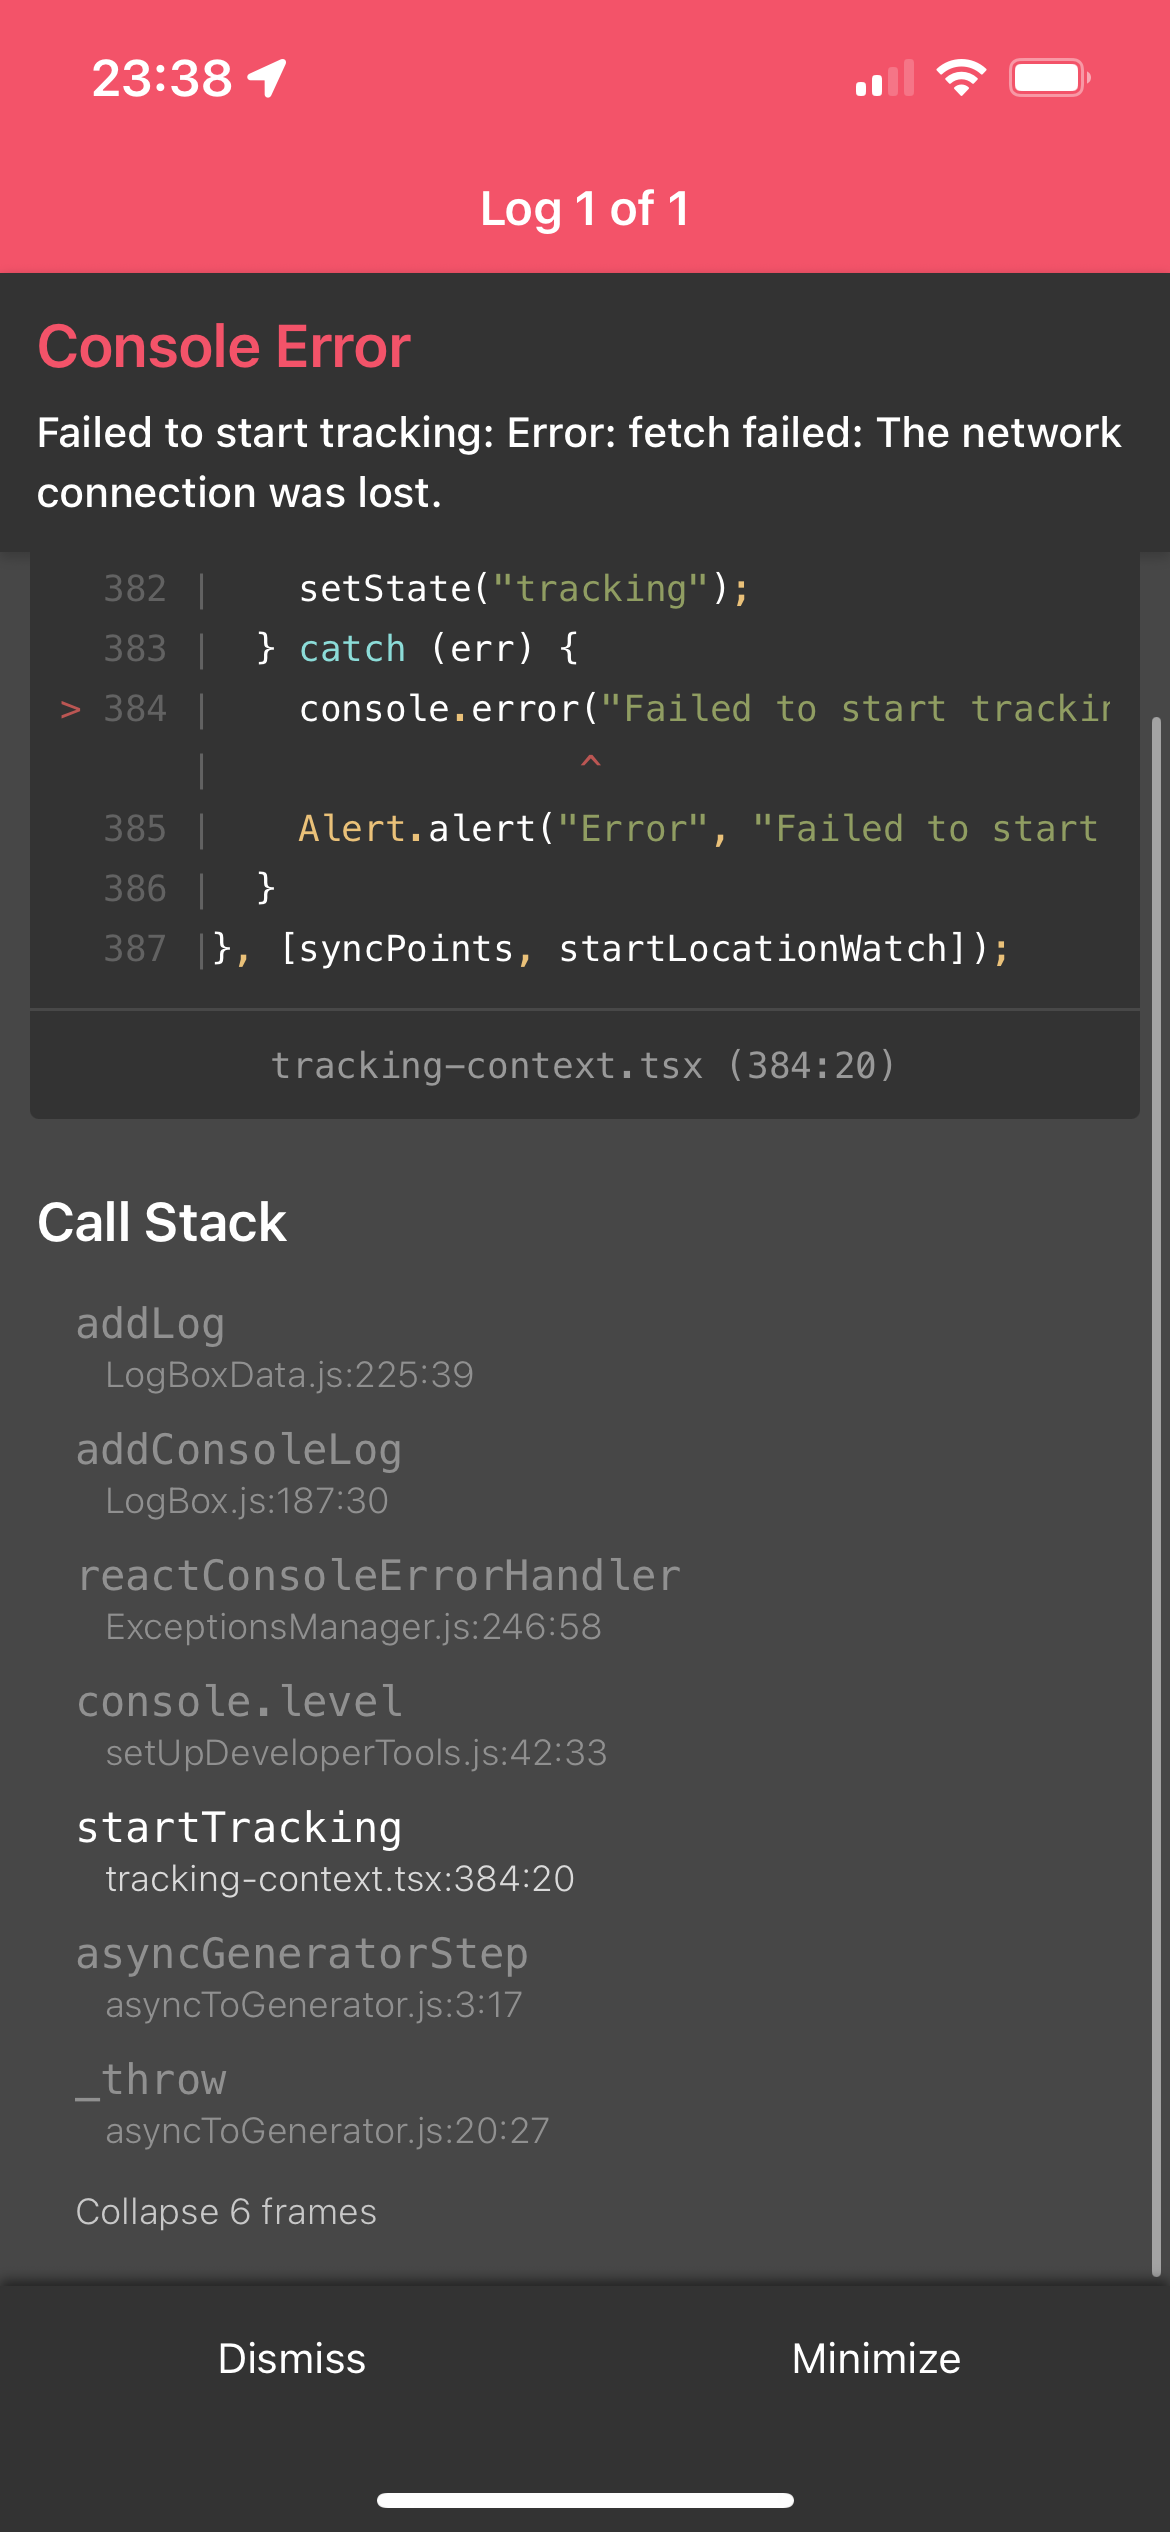 23:38
Log 1 of 1
Console Error
Failed to start tracking: Error: fetch failed: The network
connection was lost.
382 |     setState("tracking");
383 |   } catch (err) {
> 384 |     console.error("Failed to start trackin
|                  ^
385 |     Alert.alert("Error", "Failed to start
386 |   }
387 |}, [syncPoints, startLocationWatch]);
tracking-context.tsx (384:20)
Call Stack
addLog
LogBoxData.js:225:39
addConsoleLog
LogBox.js:187:30
reactConsoleErrorHandler
ExceptionsManager.js:246:58
console.level
setUpDeveloperTools.js:42:33
startTracking
tracking-context.tsx:384:20
asyncGeneratorStep
asyncToGenerator.js:3:17
_throw
asyncToGenerator.js:20:27
Collapse 6 frames
Dismiss
Minimize